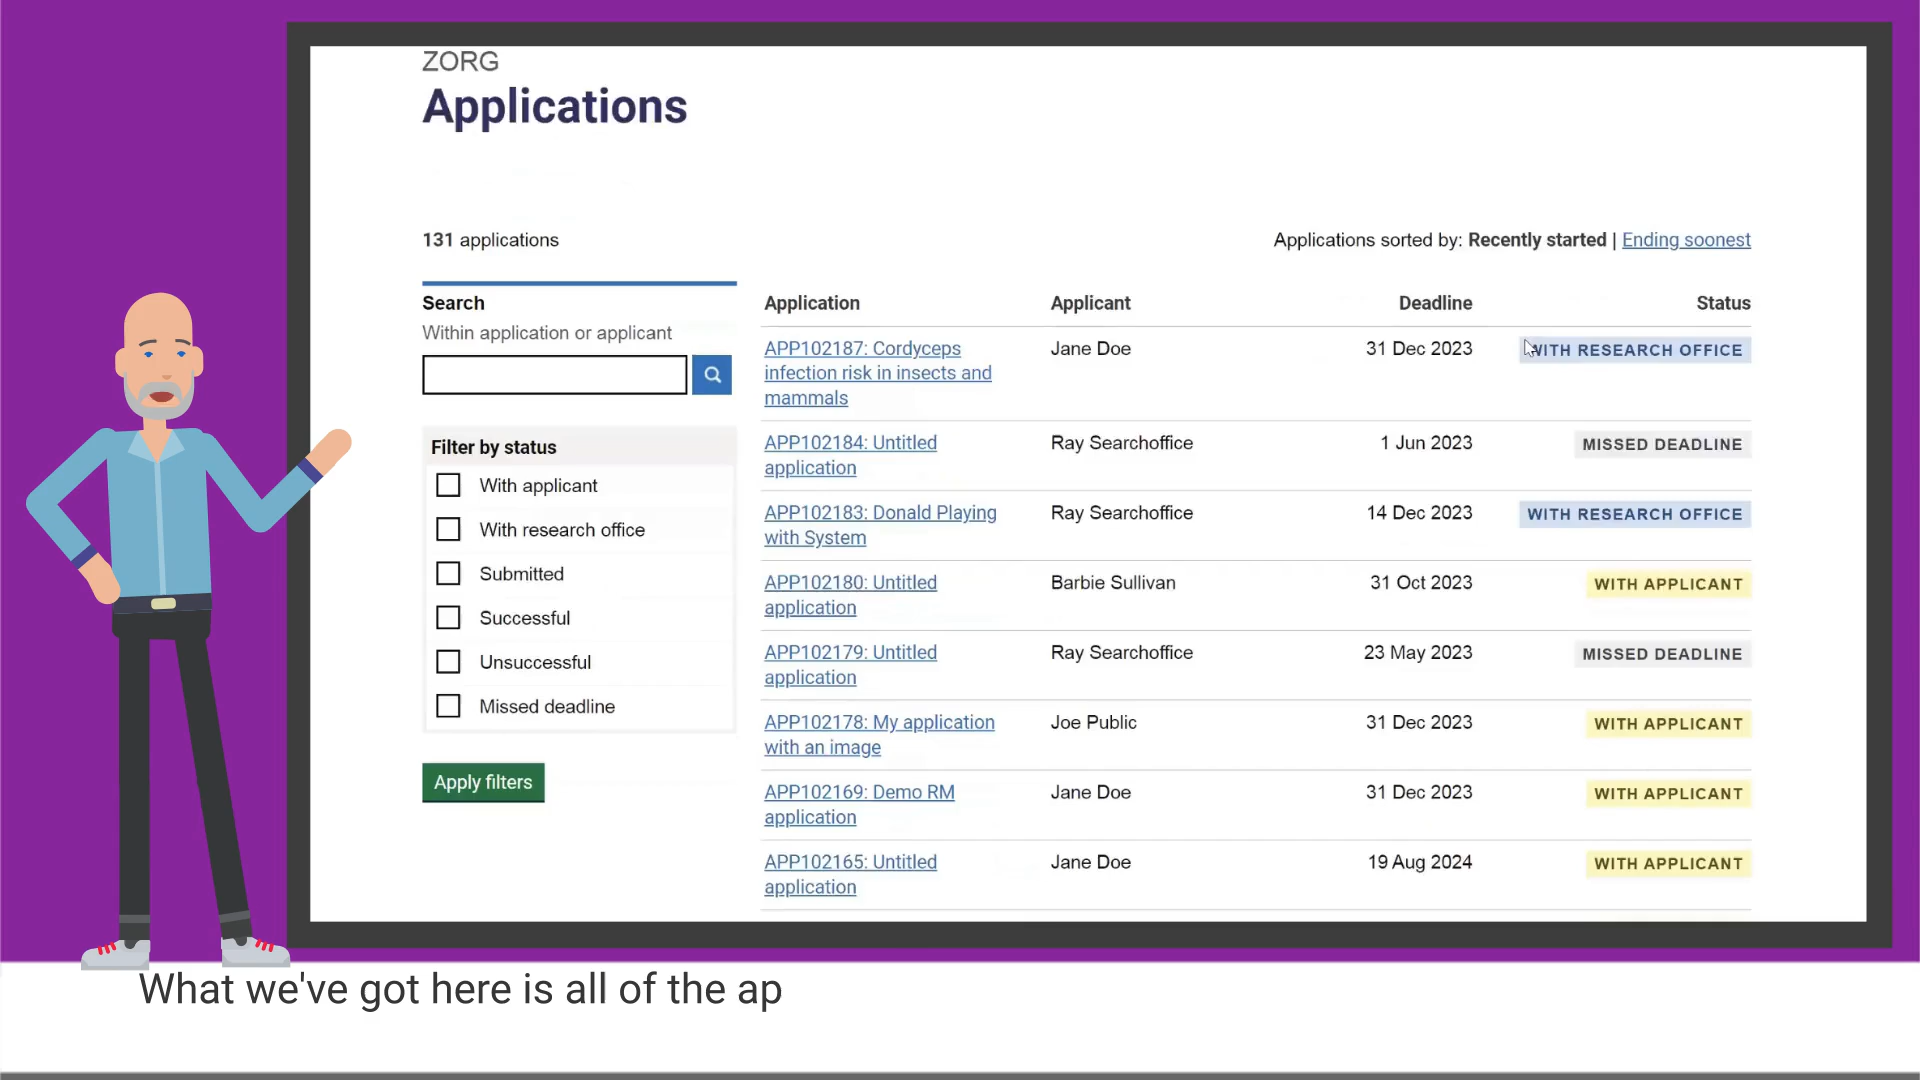 ZORG
Applications
131 applications
Applications sorted by: Recently started | Ending soonest
Search
Within application or applicant
Filter by status
With applicant
With research office
Submitted
Successful
Unsuccessful
Missed deadline
Apply filters
Application Applicant Deadline Status
APP102187: Cordyceps Jane Doe 31 Dec 2023 WITH RESEARCH OFFICE
infection risk in insects and
mammals
APP102184: Untitled Ray Searchoffice 1 Jun 2023 MISSED DEADLINE
application
APP102183: Donald Playing Ray Searchoffice 14 Dec 2023 WITH RESEARCH OFFICE
with System
APP102180: Untitled Barbie Sullivan 31 Oct 2023 WITH APPLICANT
application
APP102179: Untitled Ray Searchoffice 23 May 2023 MISSED DEADLINE
application
APP102178: My application Joe Public 31 Dec 2023 WITH APPLICANT
with an image
APP102169: Demo RM Jane Doe 31 Dec 2023 WITH APPLICANT
application
APP102165: Untitled Jane Doe 19 Aug 2024 WITH APPLICANT
application
What we've got here is all of the ap